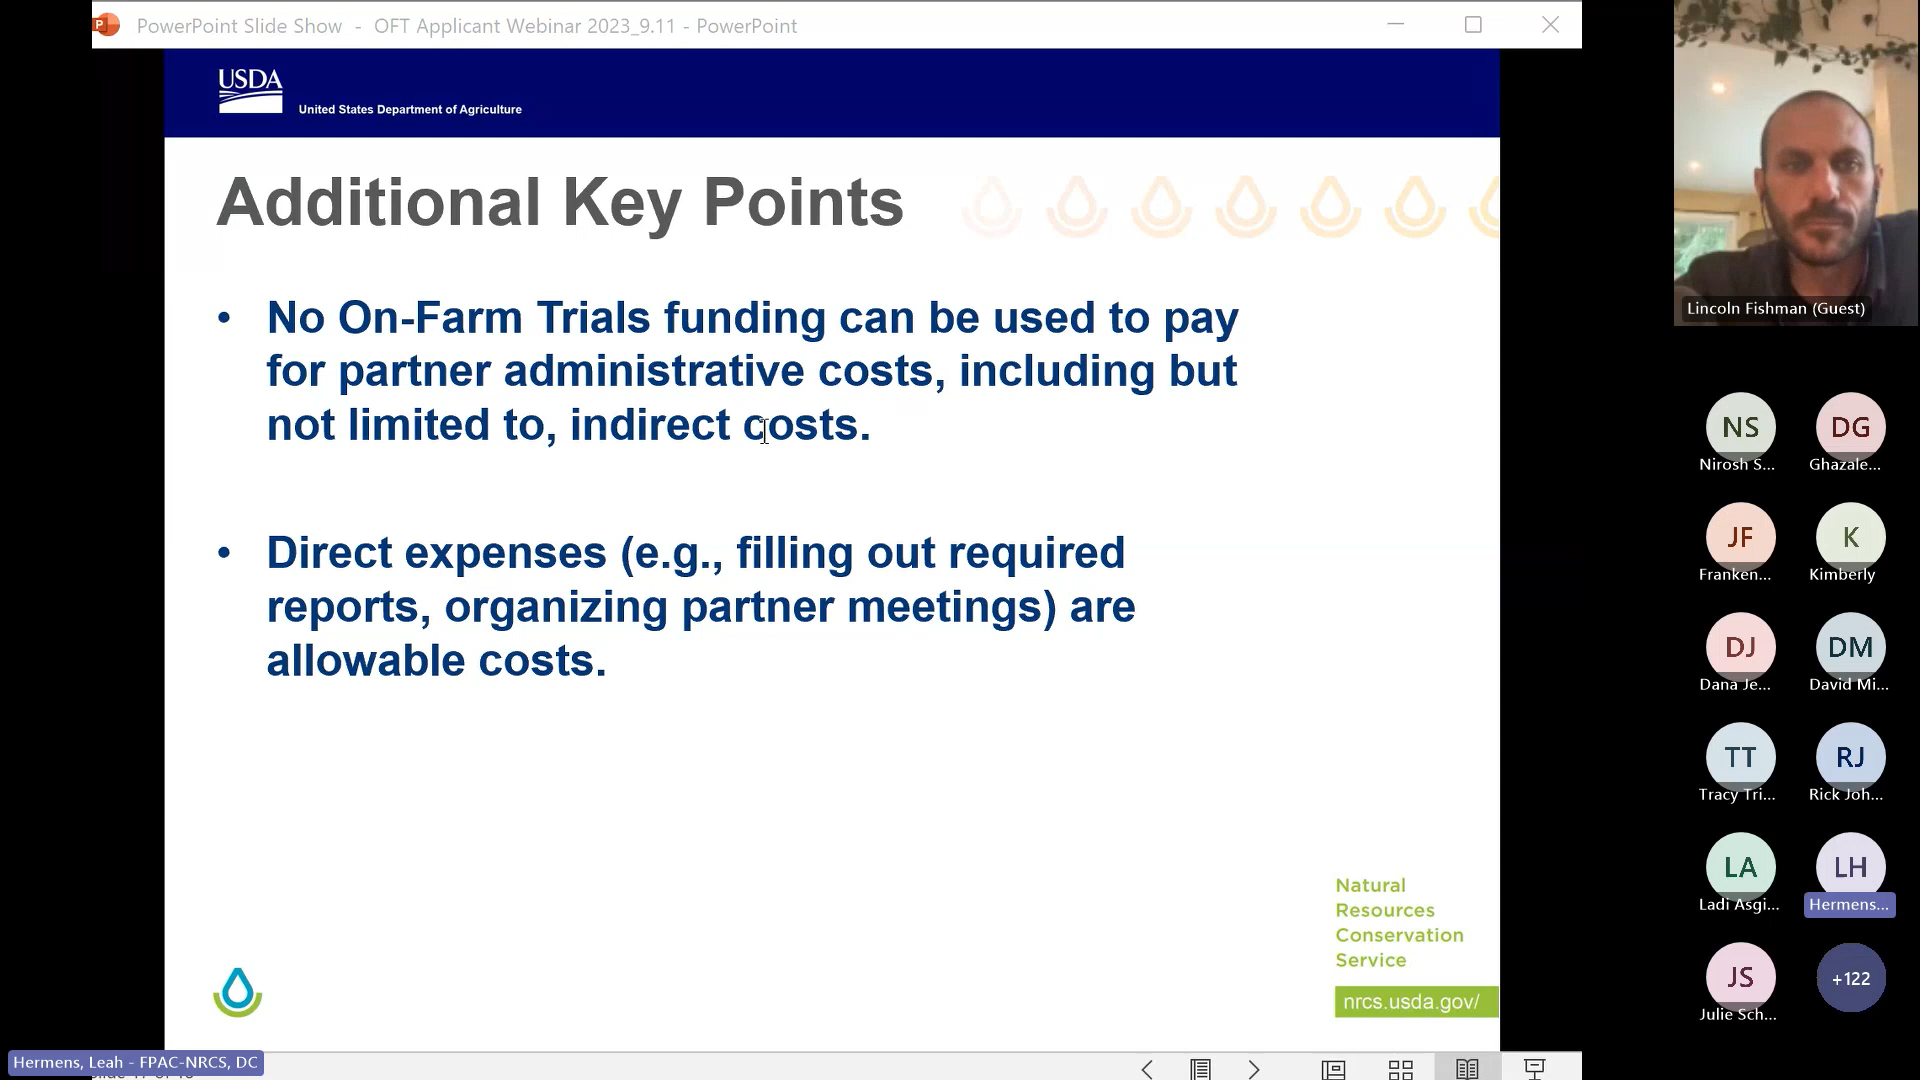 PowerPoint Slide Show - OFT Applicant Webinar 2023_9.11 - PowerPoint
USDA
United States Department of Agriculture
Additional Key Points
• No On-Farm Trials funding can be used to pay
for partner administrative costs, including but
not limited to, indirect costs.
• Direct expenses (e.g., filling out required
reports, organizing partner meetings) are
allowable costs.
Natural
Resources
Conservation
Service
nrcs.usda.gov/
Hermens, Leah - FPAC-NRCS, DC
Lincoln Fishman (Guest)
NS
Nirosh S...
DG
Ghazale...
JF
Franken...
K
Kimberly
DJ
Dana Je...
DM
David Mi...
TT
Tracy Tri...
RJ
Rick Joh...
LA
Ladi Asgi...
LH
Hermens...
JS
Julie Sch...
+122